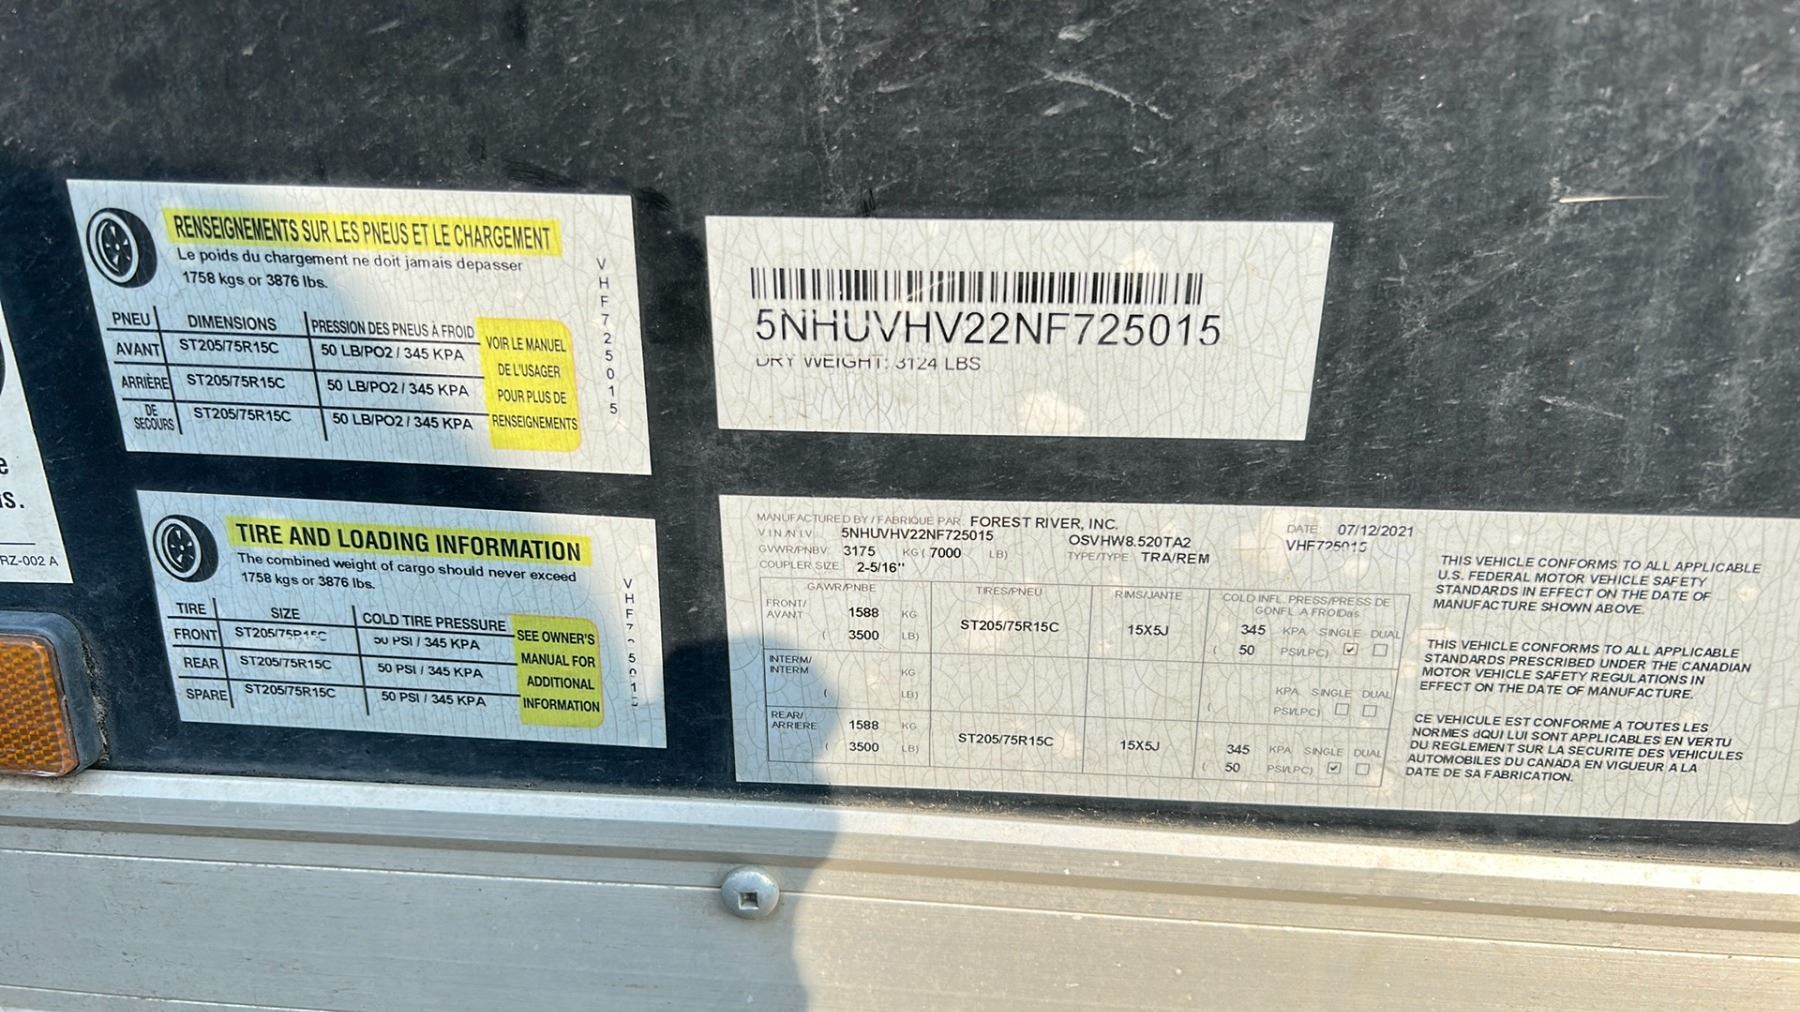 e
s.
RZ-002 A
RENSEIGNEMENTS SUR LES PNEUS ET LE CHARGEMENT
Le poids du chargement ne doit jamais depasser
1758 kgs or 3876 lbs.
PNEU DIMENSIONS PRESSION DES PNEUS À FROID
AVANT ST205/75R15C 50 LB/PO2 / 345 KPA
ARRIÈRE ST205/75R15C 50 LB/PO2 / 345 KPA
DE SECOURS ST205/75R15C 50 LB/PO2 / 345 KPA
VOIR LE MANUEL
DE L'USAGER
POUR PLUS DE
RENSEIGNEMENTS
VHF725015
TIRE AND LOADING INFORMATION
The combined weight of cargo should never exceed
1758 kgs or 3876 lbs.
TIRE SIZE COLD TIRE PRESSURE
FRONT ST205/75R15C 50 PSI / 345 KPA
REAR ST205/75R15C 50 PSI / 345 KPA
SPARE ST205/75R15C 50 PSI / 345 KPA
SEE OWNER'S
MANUAL FOR
ADDITIONAL
INFORMATION
VHF725015
5NHUVHV22NF725015
DRY WEIGHT: 3124 LBS
MANUFACTURED BY / FABRIQUE PAR: FOREST RIVER, INC. DATE: 07/12/2021
V I N /N I V: 5NHUVHV22NF725015 OSVHW8.520TA2 VHF725015
GVWR/PNBV: 3175 KG ( 7000 LB) TYPE/TYPE: TRA/REM
COUPLER SIZE: 2-5/16"
GAWR/PNBE TIRES/PNEU RIMS/JANTE COLD INFL. PRESS/PRESS DE
GONFL. A FROIDas
FRONT/ AVANT 1588 KG ST205/75R15C 15X5J 345 KPA SINGLE DUAL
( 3500 LB) ( 50 PSI/LPC) ☑ ☐
INTERM/ INTERM KG KPA SINGLE DUAL
( LB) ( PSI/LPC) ☐ ☐
REAR/ ARRIERE 1588 KG ST205/75R15C 15X5J 345 KPA SINGLE DUAL
( 3500 LB) ( 50 PSI/LPC) ☑ ☐
THIS VEHICLE CONFORMS TO ALL APPLICABLE
U.S. FEDERAL MOTOR VEHICLE SAFETY
STANDARDS IN EFFECT ON THE DATE OF
MANUFACTURE SHOWN ABOVE.
THIS VEHICLE CONFORMS TO ALL APPLICABLE
STANDARDS PRESCRIBED UNDER THE CANADIAN
MOTOR VEHICLE SAFETY REGULATIONS IN
EFFECT ON THE DATE OF MANUFACTURE.
CE VEHICULE EST CONFORME A TOUTES LES
NORMES dQUI LUI SONT APPLICABLES EN VERTU
DU REGLEMENT SUR LA SECURITE DES VEHICULES
AUTOMOBILES DU CANADA EN VIGUEUR A LA
DATE DE SA FABRICATION.